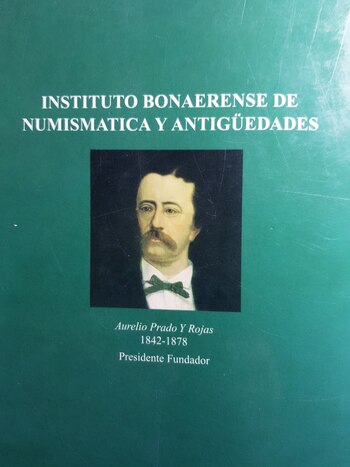 INSTITUTO BONAERENSE DE
NUMISMATICA Y ANTIGÜEDADES
Aurelio Prado Y Rojas
1842-1878
Presidente Fundador